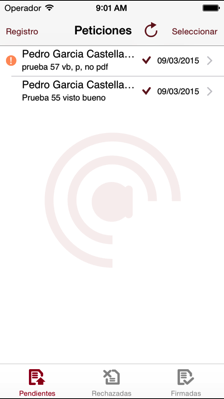 Operador 9:01 AM
Registro Peticiones Seleccionar
Pedro Garcia Castella...
prueba 57 vb, p, no pdf 09/03/2015
Pedro Garcia Castella...
Prueba 55 visto bueno 09/03/2015
Pendientes Rechazadas Firmadas